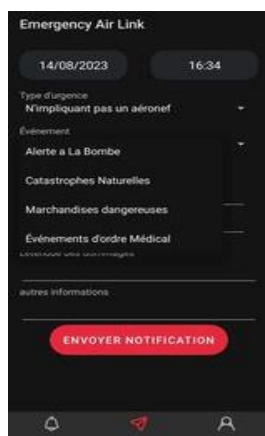 Emergency Air Link
14/08/2023 16:34
Type d'urgence
N'impliquant pas un aéronef
Événement
Alerte a La Bombe
Catastrophes Naturelles
Marchandises dangereuses
Événements d'ordre Médical
autres informations
ENVOYER NOTIFICATION